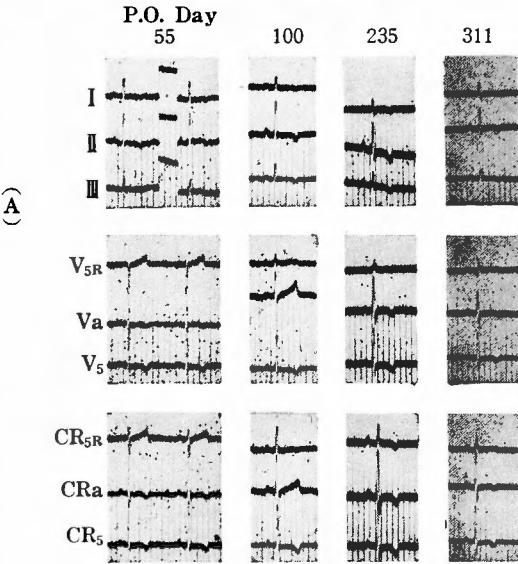 P.O. Day
55 100 235 311
(A)
I
II
III
V5R
Va
V5
CR5R
CRa
CR5